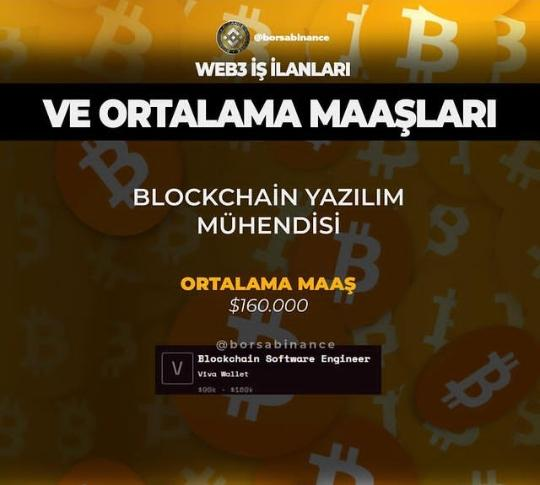 @borsabinance
WEB3 İŞ İLANLARI
VE ORTALAMA MAAŞLARI
BLOCKCHAİN YAZILIM
MÜHENDİSİ
ORTALAMA MAAŞ
$160.000
@borsabinance
V
Blockchain Software Engineer
Viva Wallet